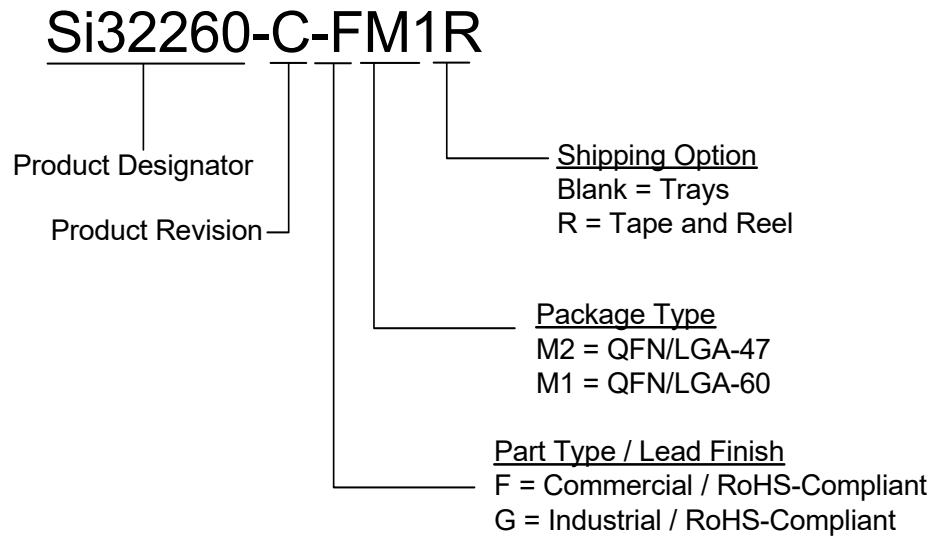 Si32260-C-FM1R
Product Designator
Product Revision
Shipping Option
Blank = Trays
R = Tape and Reel
Package Type
M2 = QFN/LGA-47
M1 = QFN/LGA-60
Part Type / Lead Finish
F = Commercial / RoHS-Compliant
G = Industrial / RoHS-Compliant